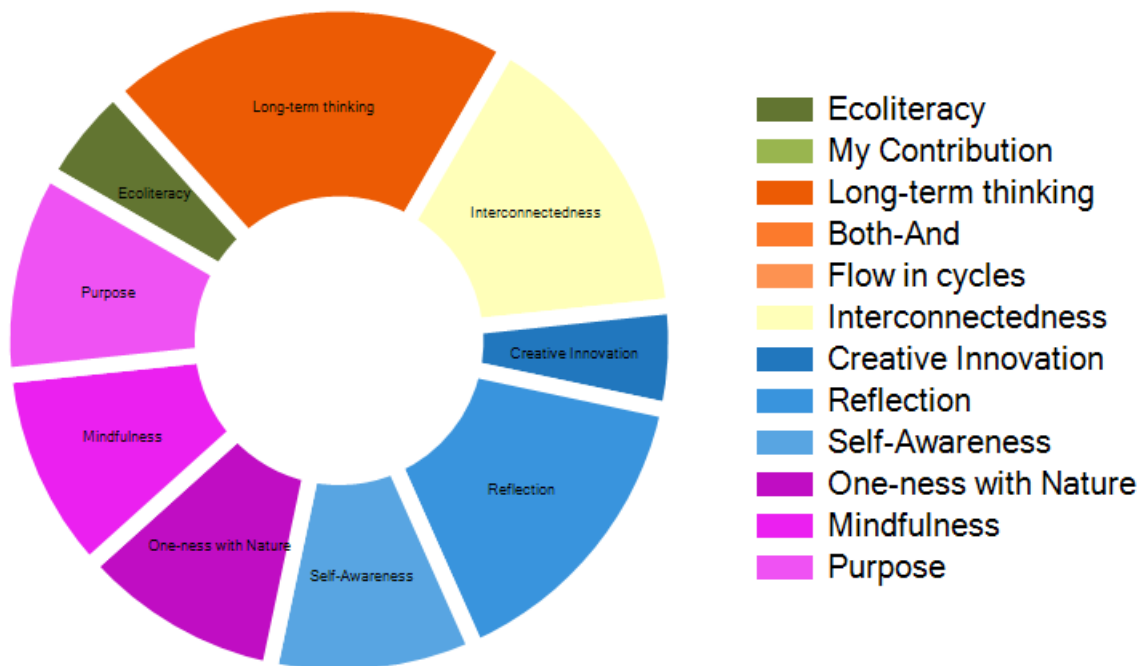 Long-term thinking
Ecoliteracy
Interconnectedness
Purpose
Creative Innovation
Mindfulness
Reflection
One-ness with Nature
Self-Awareness
Ecoliteracy
My Contribution
Long-term thinking
Both-And
Flow in cycles
Interconnectedness
Creative Innovation
Reflection
Self-Awareness
One-ness with Nature
Mindfulness
Purpose